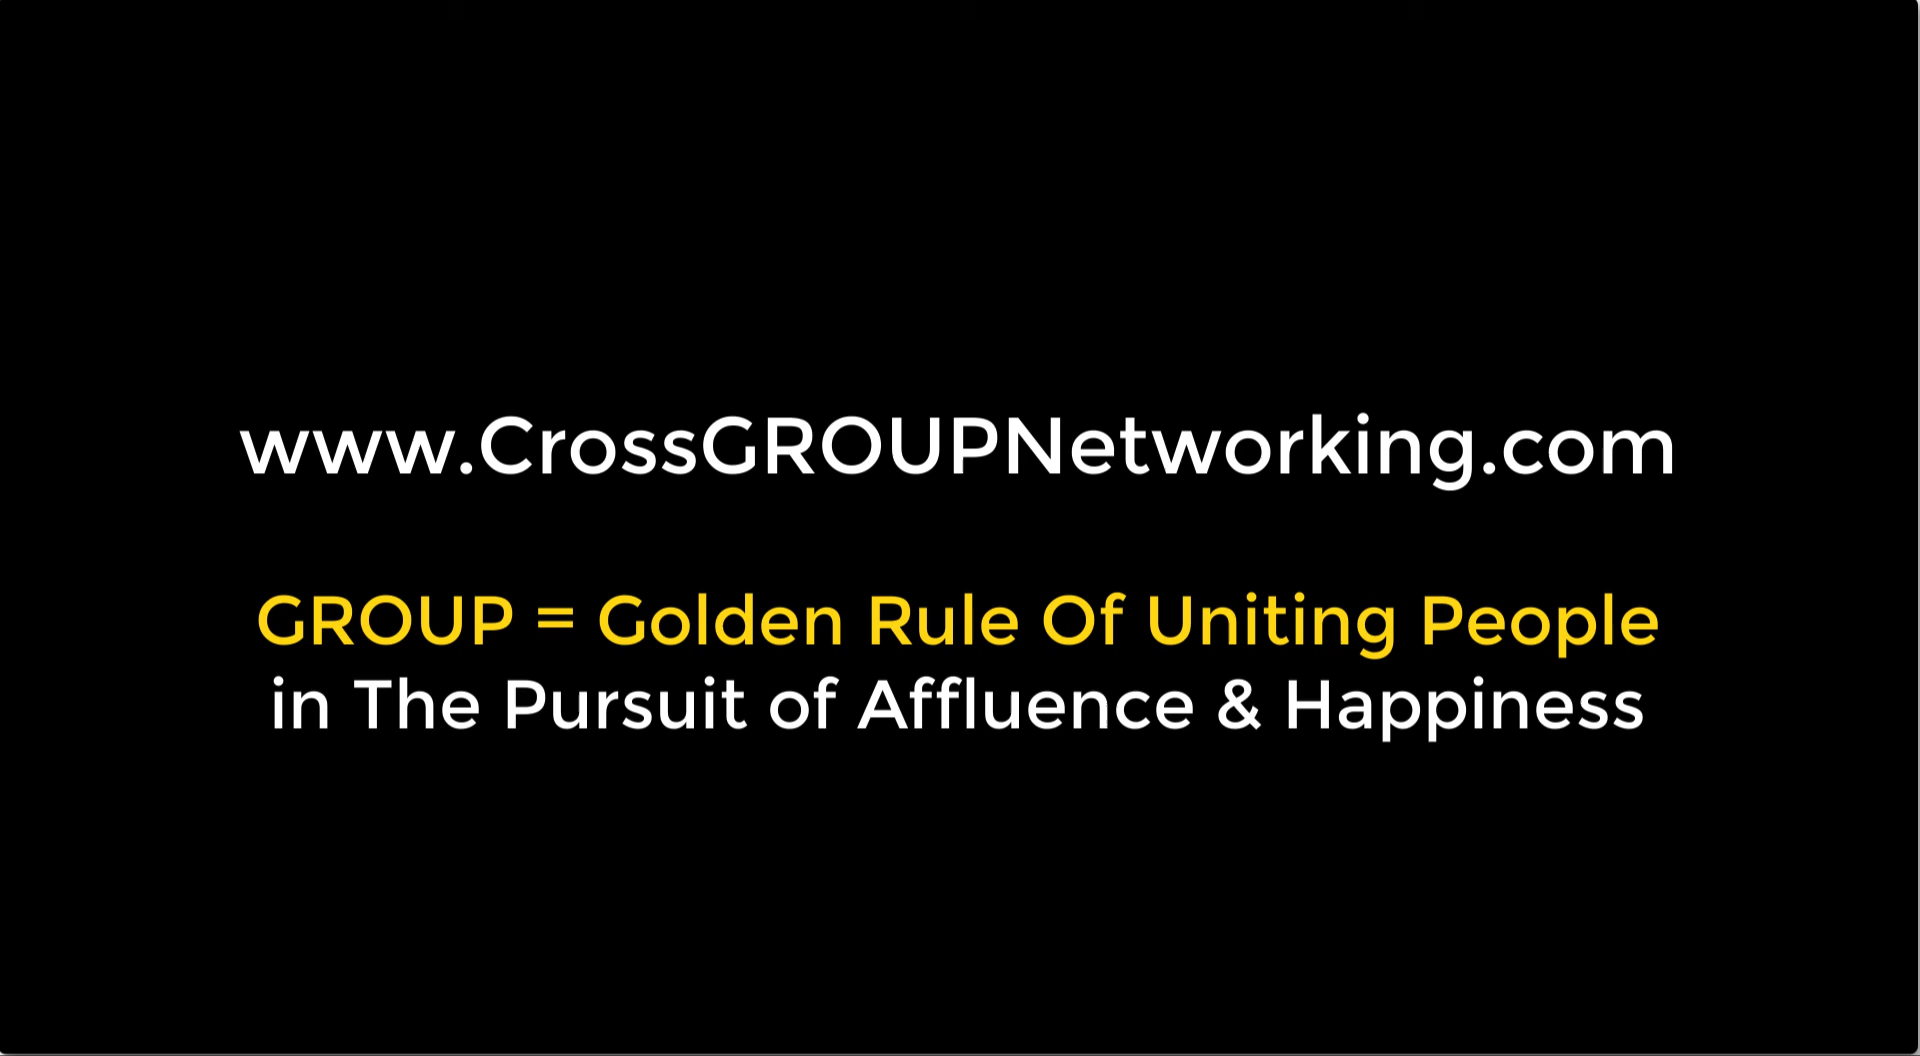 www.CrossGROUPNetworking.com
GROUP = Golden Rule Of Uniting People
in The Pursuit of Affluence & Happiness